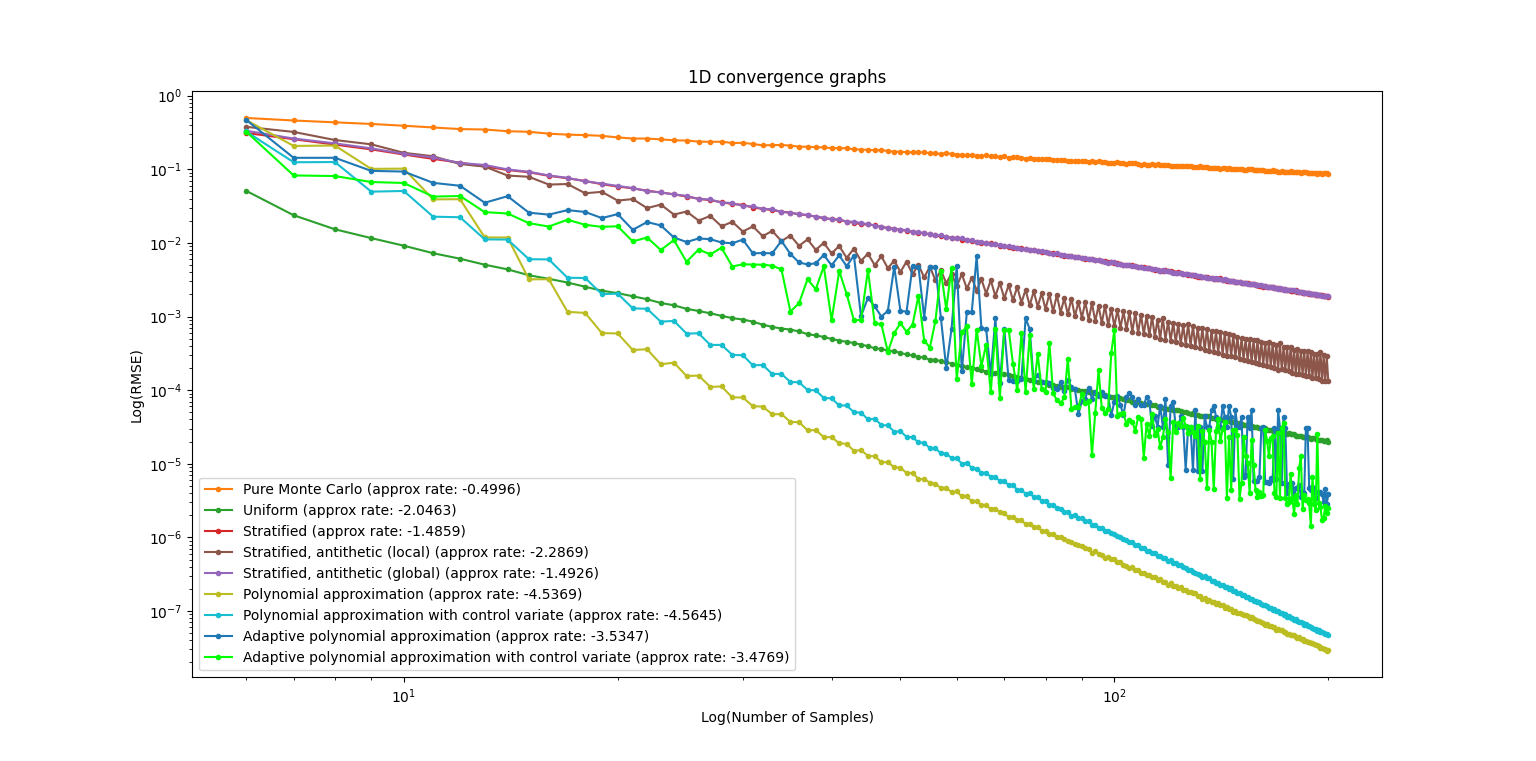 1D convergence graphs
Log(RMSE)
10⁰
10⁻¹
10⁻²
10⁻³
10⁻⁴
10⁻⁵
10⁻⁶
10⁻⁷
Pure Monte Carlo (approx rate: -0.4996)
Uniform (approx rate: -2.0463)
Stratified (approx rate: -1.4859)
Stratified, antithetic (local) (approx rate: -2.2869)
Stratified, antithetic (global) (approx rate: -1.4926)
Polynomial approximation (approx rate: -4.5369)
Polynomial approximation with control variate (approx rate: -4.5645)
Adaptive polynomial approximation (approx rate: -3.5347)
Adaptive polynomial approximation with control variate (approx rate: -3.4769)
10¹ 10²
Log(Number of Samples)